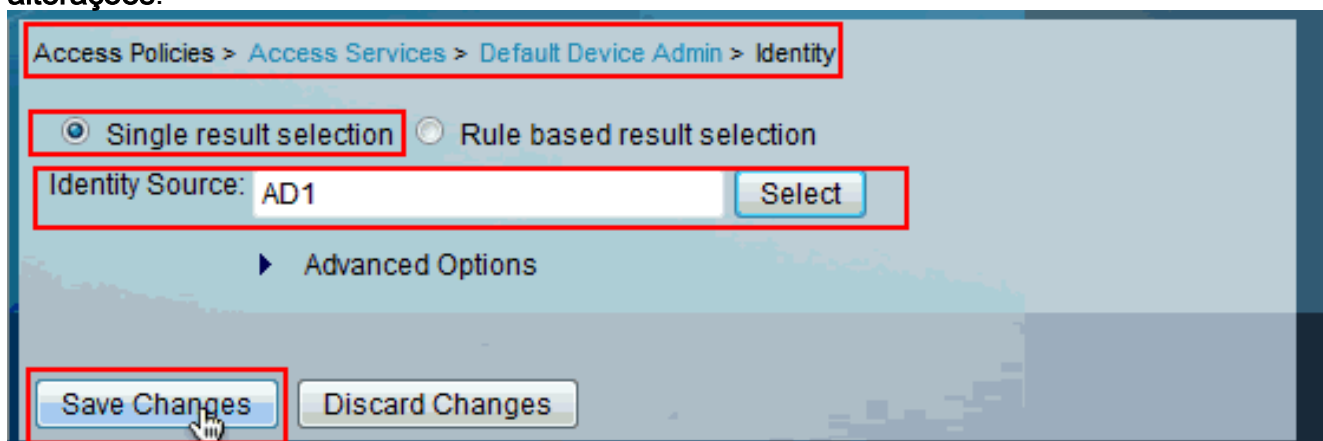 alterações.
Access Policies > Access Services > Default Device Admin > Identity
Single result selection Rule based result selection
Identity Source: AD1 Select
Advanced Options
Save Changes Discard Changes